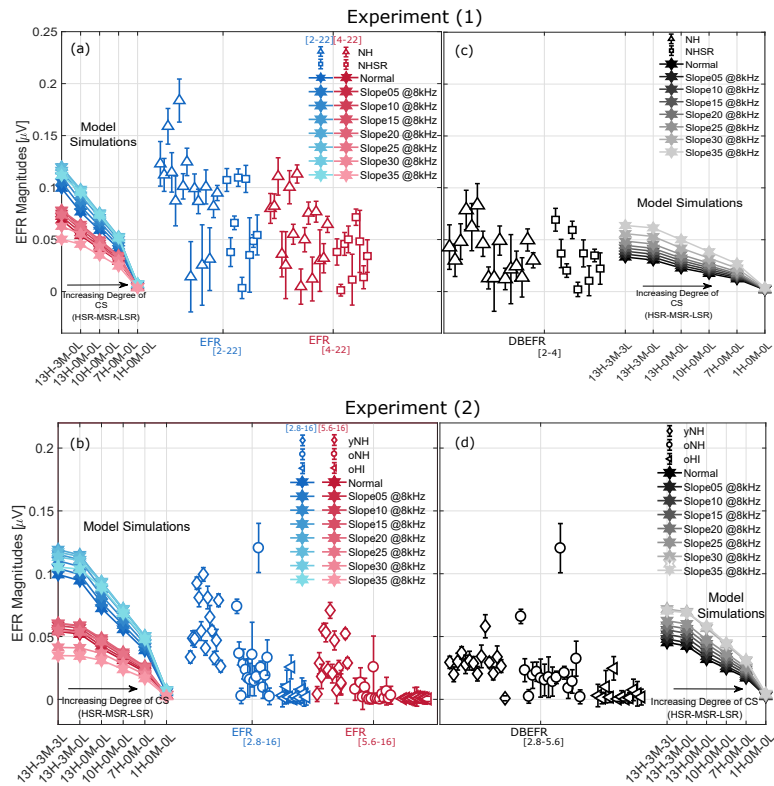 Experiment (1)
EFR Magnitudes [μV]
0.25
0.2
0.15
0.1
0.05
0
(a)
[2-22] [4-22]
NH
NHSR
Normal
Slope05 @8kHz
Slope10 @8kHz
Slope15 @8kHz
Slope20 @8kHz
Slope25 @8kHz
Slope30 @8kHz
Slope35 @8kHz
Model
Simulations
Increasing Degree of
CS
(HSR-MSR-LSR)
13H-3M-3L
13H-3M-0L
13H-0M-0L
10H-0M-0L
7H-0M-0L
1H-0M-0L
EFR
[2-22]
EFR
[4-22]
(c)
NH
NHSR
Normal
Slope05 @8kHz
Slope10 @8kHz
Slope15 @8kHz
Slope20 @8kHz
Slope25 @8kHz
Slope30 @8kHz
Slope35 @8kHz
Model Simulations
Increasing Degree of
CS
(HSR-MSR-LSR)
DBEFR
[2-4]
13H-3M-3L
13H-3M-0L
13H-0M-0L
10H-0M-0L
7H-0M-0L
1H-0M-0L
Experiment (2)
EFR Magnitudes [μV]
0.2
0.1
0.05
0
(b)
[2.8-16] [5.6-16]
yNH
oNH
oHI
Normal
Slope05 @8kHz
Slope10 @8kHz
Slope15 @8kHz
Slope20 @8kHz
Slope25 @8kHz
Slope30 @8kHz
Slope35 @8kHz
Model Simulations
Increasing Degree of CS
(HSR-MSR-LSR)
13H-3M-3L
13H-3M-0L
13H-0M-0L
10H-0M-0L
7H-0M-0L
1H-0M-0L
EFR
[2.8-16]
EFR
[5.6-16]
(d)
yNH
oNH
oHI
Normal
Slope05 @8kHz
Slope10 @8kHz
Slope15 @8kHz
Slope20 @8kHz
Slope25 @8kHz
Slope30 @8kHz
Slope35 @8kHz
Model
Simulations
Increasing Degree of CS
(HSR-MSR-LSR)
DBEFR
[2.8-5.6]
13H-3M-3L
13H-3M-0L
13H-0M-0L
10H-0M-0L
7H-0M-0L
1H-0M-0L